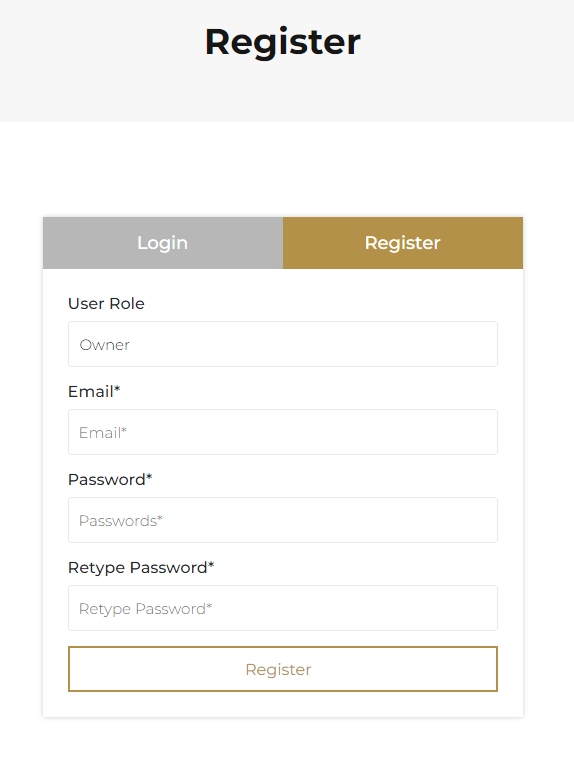 Register
Login Register
User Role
Owner
Email*
Email*
Password*
Passwords*
Retype Password*
Retype Password*
Register